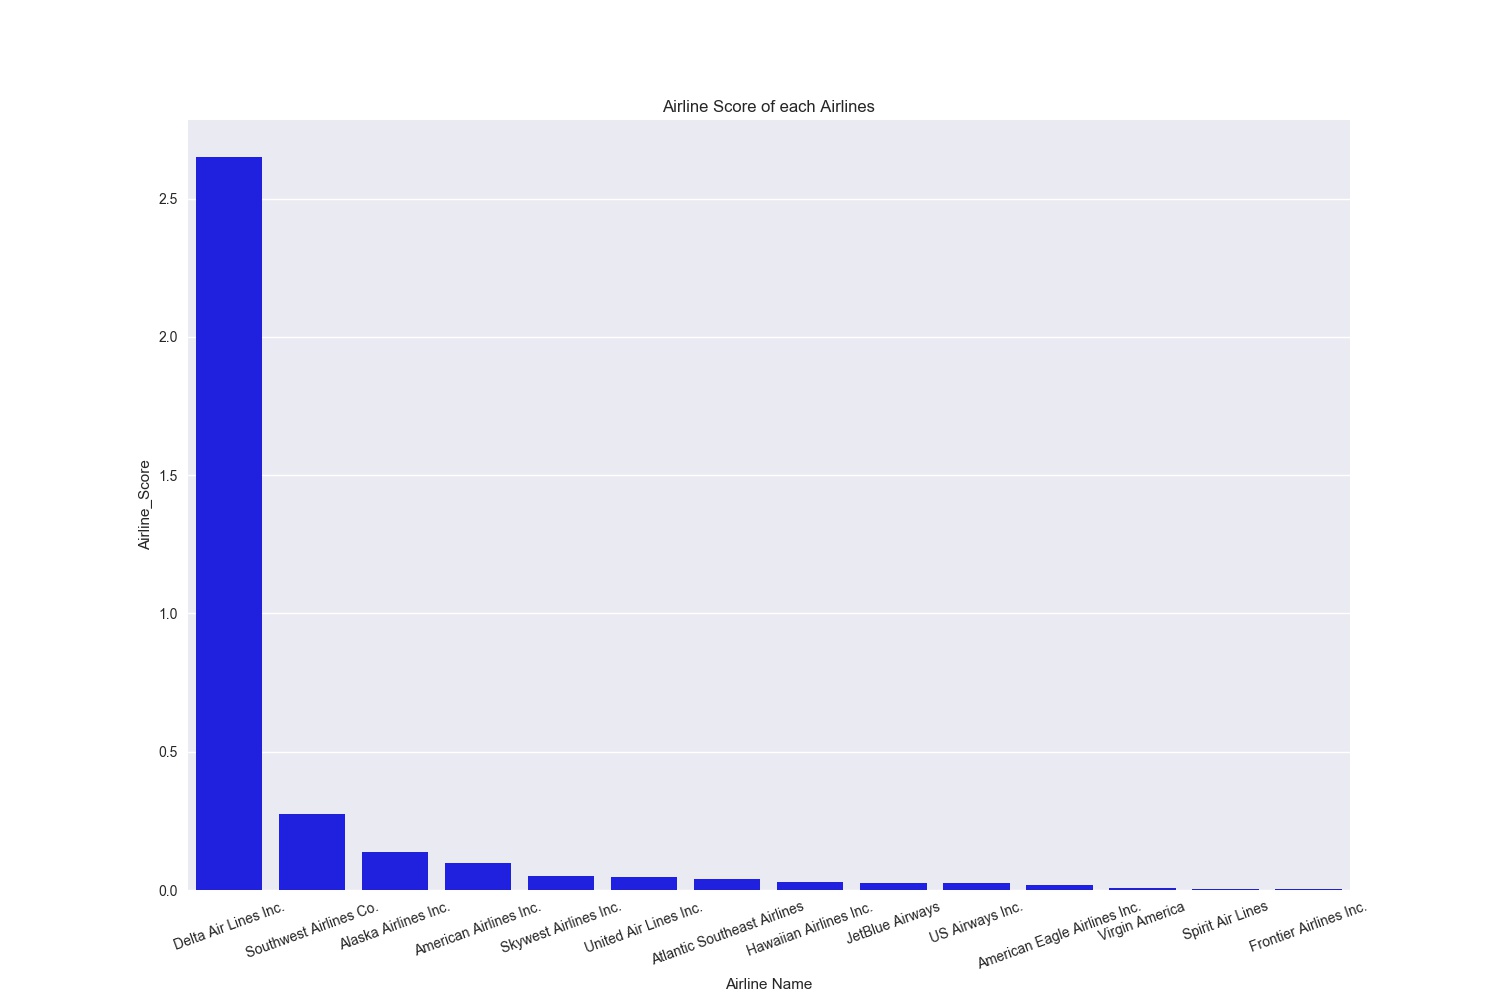 Airline Score of each Airlines
2.5
2.0
1.5
1.0
0.5
0.0
Airline_Score
Delta Air Lines Inc.
Southwest Airlines Co.
Alaska Airlines Inc.
American Airlines Inc.
Skywest Airlines Inc.
United Air Lines Inc.
Atlantic Southeast Airlines
Hawaiian Airlines Inc.
JetBlue Airways
US Airways Inc.
American Eagle Airlines Inc.
Virgin America
Spirit Air Lines
Frontier Airlines Inc.
Airline Name